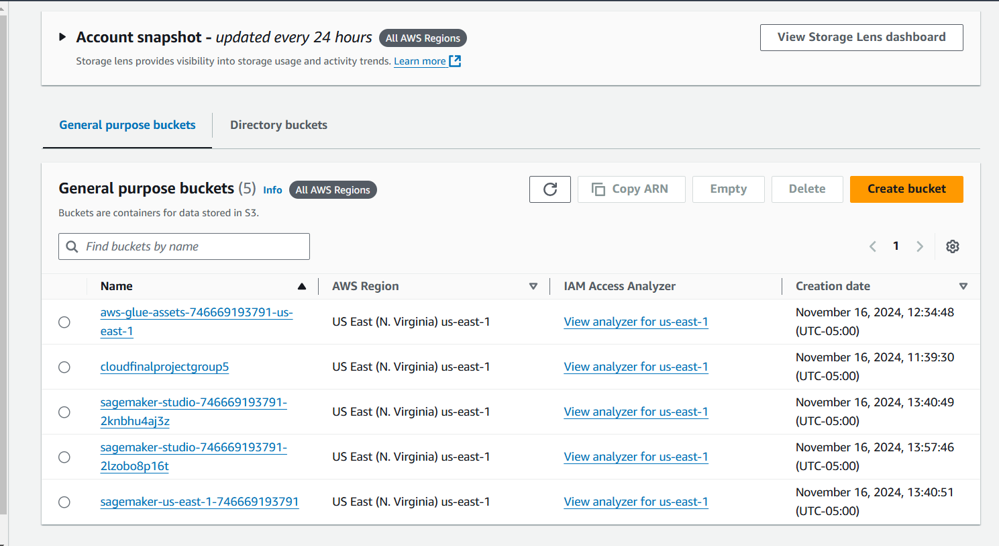 Account snapshot - updated every 24 hours All AWS Regions
View Storage Lens dashboard
Storage lens provides visibility into storage usage and activity trends. Learn more
General purpose buckets
Directory buckets
General purpose buckets (5) Info All AWS Regions
Copy ARN
Empty
Delete
Create bucket
Buckets are containers for data stored in S3.
Find buckets by name
1
Name
AWS Region
IAM Access Analyzer
Creation date
aws-glue-assets-746669193791-us-
east-1
US East (N. Virginia) us-east-1
View analyzer for us-east-1
November 16, 2024, 12:34:48
(UTC-05:00)
cloudfinalprojectgroup5
US East (N. Virginia) us-east-1
View analyzer for us-east-1
November 16, 2024, 11:39:30
(UTC-05:00)
sagemaker-studio-746669193791-
2knbhu4aj3z
US East (N. Virginia) us-east-1
View analyzer for us-east-1
November 16, 2024, 13:40:49
(UTC-05:00)
sagemaker-studio-746669193791-
2lzobo8p16t
US East (N. Virginia) us-east-1
View analyzer for us-east-1
November 16, 2024, 13:57:46
(UTC-05:00)
sagemaker-us-east-1-746669193791
US East (N. Virginia) us-east-1
View analyzer for us-east-1
November 16, 2024, 13:40:51
(UTC-05:00)